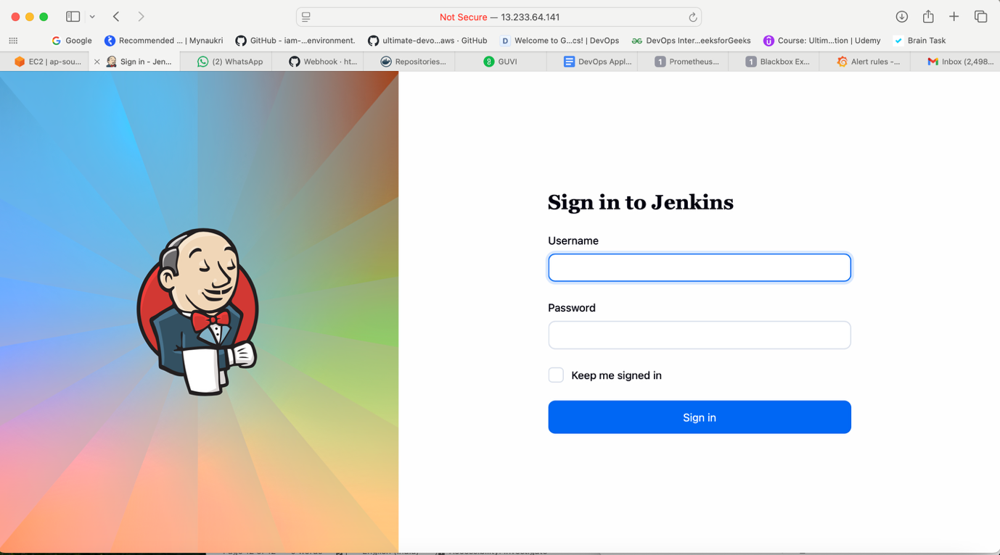 Not Secure — 13.233.64.141
Google
Recommended ... | Mynaukri
GitHub - iam-...environment.
ultimate-devo...aws · GitHub
Welcome to G...cs! | DevOps
DevOps Inter...eeksforGeeks
Course: Ultim...tion | Udemy
Brain Task
EC2 | ap-sou...
Sign in - Jen...
(2) WhatsApp
Webhook · ht...
Repositories...
GUVI
DevOps Appl...
1 Prometheus...
1 Blackbox Ex...
Alert rules -...
Inbox (2,498...
Sign in to Jenkins
Username
Password
Keep me signed in
Sign in